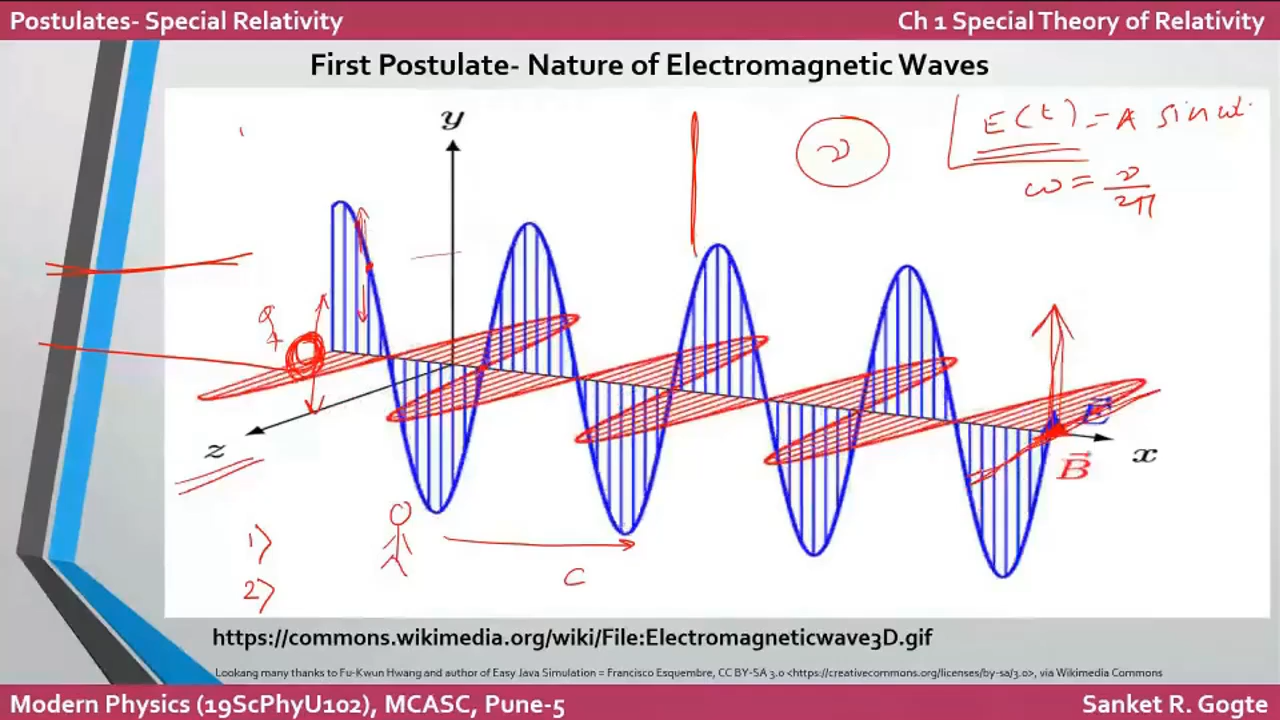 Postulates- Special Relativity
Ch 1 Special Theory of Relativity
First Postulate- Nature of Electromagnetic Waves
y
ν
E(t) = A sin ωt
ω = ν/2π
q
+
z
E
B
x
1)
2)
C
https://commons.wikimedia.org/wiki/File:Electromagneticwave3D.gif
Lookang many thanks to Fu-Kwun Hwang and author of Easy Java Simulation = Francisco Esquembre, CC BY-SA 3.0 <https://creativecommons.org/licenses/by-sa/3.0>, via Wikimedia Commons
Modern Physics (19ScPhyU102), MCASC, Pune-5
Sanket R. Gogte